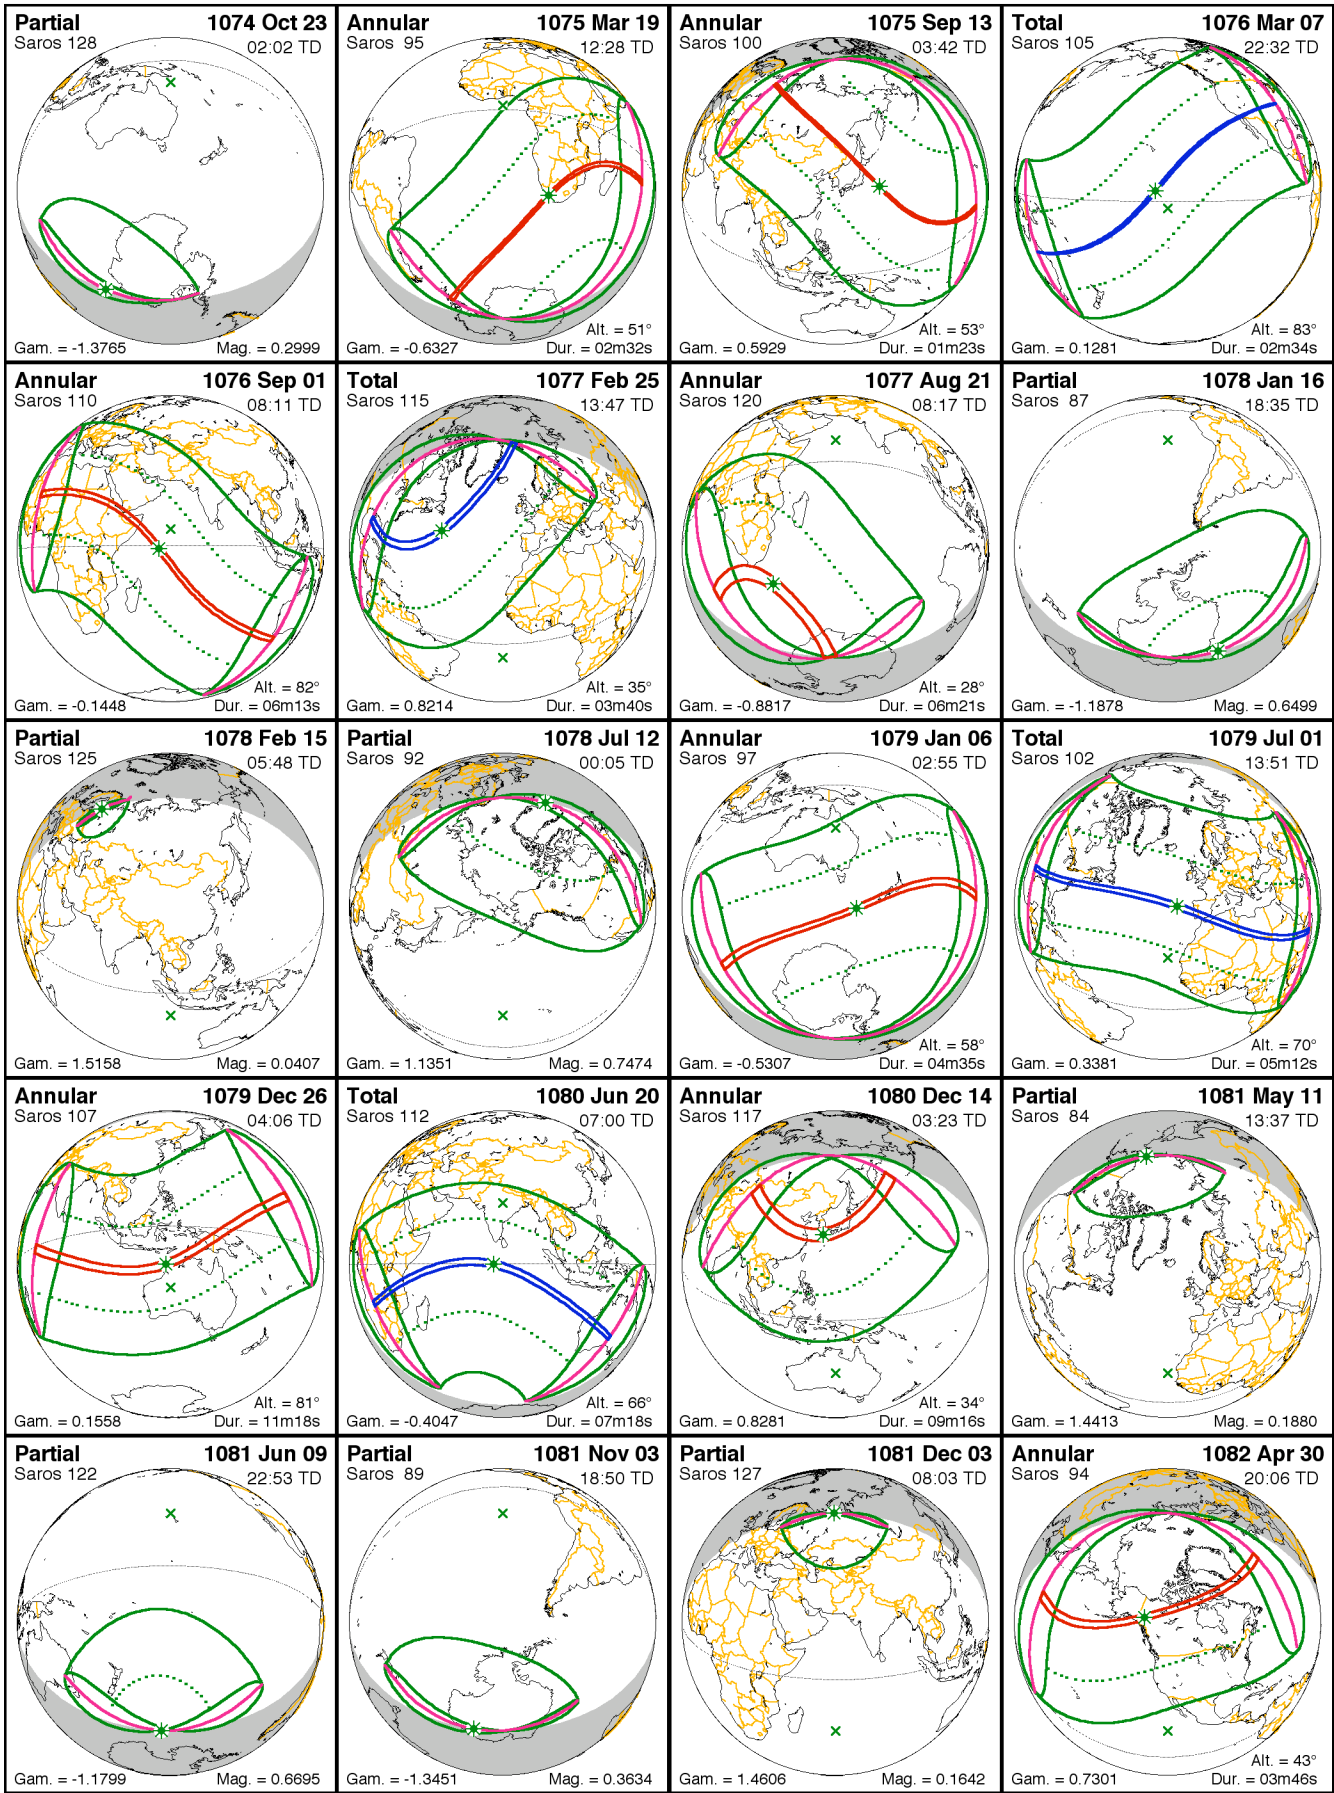 Partial 1074 Oct 23
Saros 128 02:02 TD
Gam. = -1.3765 Mag. = 0.2999
Annular 1075 Mar 19
Saros 95 12:28 TD
Alt. = 51°
Gam. = -0.6327 Dur. = 02m32s
Annular 1075 Sep 13
Saros 100 03:42 TD
Alt. = 53°
Gam. = 0.5929 Dur. = 01m23s
Total 1076 Mar 07
Saros 105 22:32 TD
Alt. = 83°
Gam. = 0.1281 Dur. = 02m34s
Annular 1076 Sep 01
Saros 110 08:11 TD
Alt. = 82°
Gam. = -0.1448 Dur. = 06m13s
Total 1077 Feb 25
Saros 115 13:47 TD
Alt. = 35°
Gam. = 0.8214 Dur. = 03m40s
Annular 1077 Aug 21
Saros 120 08:17 TD
Alt. = 28°
Gam. = -0.8817 Dur. = 06m21s
Partial 1078 Jan 16
Saros 87 18:35 TD
Gam. = -1.1878 Mag. = 0.6499
Partial 1078 Feb 15
Saros 125 05:48 TD
Gam. = 1.5158 Mag. = 0.0407
Partial 1078 Jul 12
Saros 92 00:05 TD
Gam. = 1.1351 Mag. = 0.7474
Annular 1079 Jan 06
Saros 97 02:55 TD
Alt. = 58°
Gam. = -0.5307 Dur. = 04m35s
Total 1079 Jul 01
Saros 102 13:51 TD
Alt. = 70°
Gam. = 0.3381 Dur. = 05m12s
Annular 1079 Dec 26
Saros 107 04:06 TD
Alt. = 81°
Gam. = 0.1558 Dur. = 11m18s
Total 1080 Jun 20
Saros 112 07:00 TD
Alt. = 66°
Gam. = -0.4047 Dur. = 07m18s
Annular 1080 Dec 14
Saros 117 03:23 TD
Alt. = 34°
Gam. = 0.8281 Dur. = 09m16s
Partial 1081 May 11
Saros 84 13:37 TD
Gam. = 1.4413 Mag. = 0.1880
Partial 1081 Jun 09
Saros 122 22:53 TD
Gam. = -1.1799 Mag. = 0.6695
Partial 1081 Nov 03
Saros 89 18:50 TD
Gam. = -1.3451 Mag. = 0.3634
Partial 1081 Dec 03
Saros 127 08:03 TD
Gam. = 1.4606 Mag. = 0.1642
Annular 1082 Apr 30
Saros 94 20:06 TD
Alt. = 43°
Gam. = 0.7301 Dur. = 03m46s